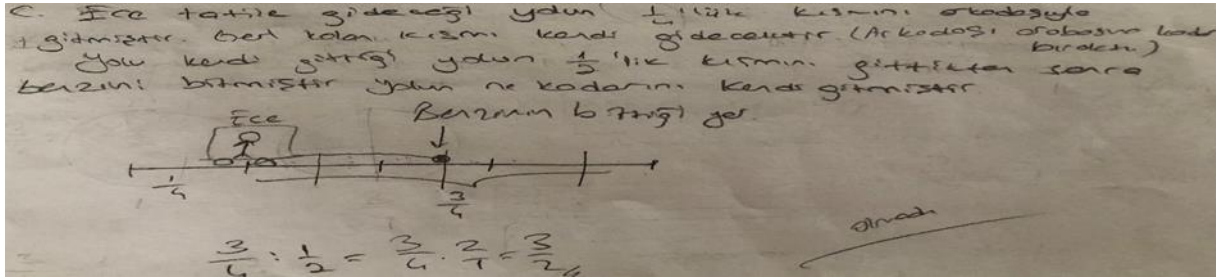 C. Ece tatile gideceği yolun 1/4 'lük kısmını arkadaşıyla
gitmiştir. Geri kalan kısmı kendi gidecektir (Arkadaşı arabasını
bıraktı)
Yolu kendi gittiği yolun 1/2 'lik kısmını gittikten sonra
benzini bitmiştir yolun ne kadarını kendi gitmiştir.
Ece
Benzinin bittiği yer.
1/4
3/4
3/4 : 1/2 = 3/4 . 2/1 = 3/2 //
olmadı